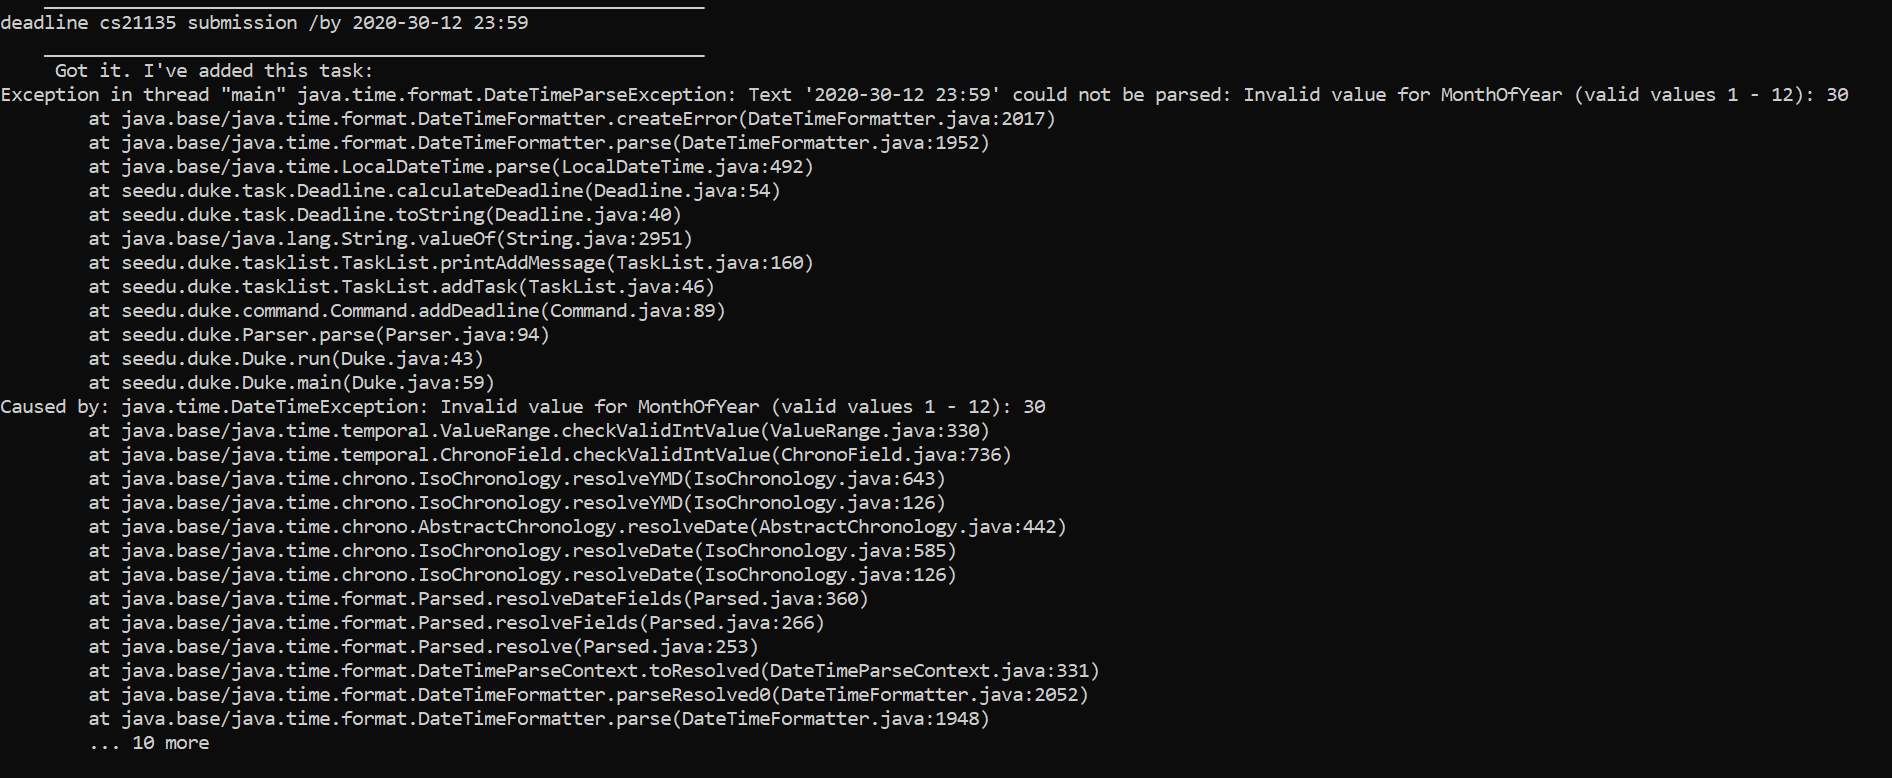 deadline cs21135 submission /by 2020-30-12 23:59
Got it. I've added this task:
Exception in thread "main" java.time.format.DateTimeParseException: Text '2020-30-12 23:59' could not be parsed: Invalid value for MonthOfYear (valid values 1 - 12): 30
at java.base/java.time.format.DateTimeFormatter.createError(DateTimeFormatter.java:2017)
at java.base/java.time.format.DateTimeFormatter.parse(DateTimeFormatter.java:1952)
at java.base/java.time.LocalDateTime.parse(LocalDateTime.java:492)
at seedu.duke.task.Deadline.calculateDeadline(Deadline.java:54)
at seedu.duke.task.Deadline.toString(Deadline.java:40)
at java.base/java.lang.String.valueOf(String.java:2951)
at seedu.duke.tasklist.TaskList.printAddMessage(TaskList.java:160)
at seedu.duke.tasklist.TaskList.addTask(TaskList.java:46)
at seedu.duke.command.Command.addDeadline(Command.java:89)
at seedu.duke.Parser.parse(Parser.java:94)
at seedu.duke.Duke.run(Duke.java:43)
at seedu.duke.Duke.main(Duke.java:59)
Caused by: java.time.DateTimeException: Invalid value for MonthOfYear (valid values 1 - 12): 30
at java.base/java.time.temporal.ValueRange.checkValidIntValue(ValueRange.java:330)
at java.base/java.time.temporal.ChronoField.checkValidIntValue(ChronoField.java:736)
at java.base/java.time.chrono.IsoChronology.resolveYMD(IsoChronology.java:643)
at java.base/java.time.chrono.IsoChronology.resolveYMD(IsoChronology.java:126)
at java.base/java.time.chrono.AbstractChronology.resolveDate(AbstractChronology.java:442)
at java.base/java.time.chrono.IsoChronology.resolveDate(IsoChronology.java:585)
at java.base/java.time.chrono.IsoChronology.resolveDate(IsoChronology.java:126)
at java.base/java.time.format.Parsed.resolveDateFields(Parsed.java:360)
at java.base/java.time.format.Parsed.resolveFields(Parsed.java:266)
at java.base/java.time.format.Parsed.resolve(Parsed.java:253)
at java.base/java.time.format.DateTimeParseContext.toResolved(DateTimeParseContext.java:331)
at java.base/java.time.format.DateTimeFormatter.parseResolved0(DateTimeFormatter.java:2052)
at java.base/java.time.format.DateTimeFormatter.parse(DateTimeFormatter.java:1948)
... 10 more